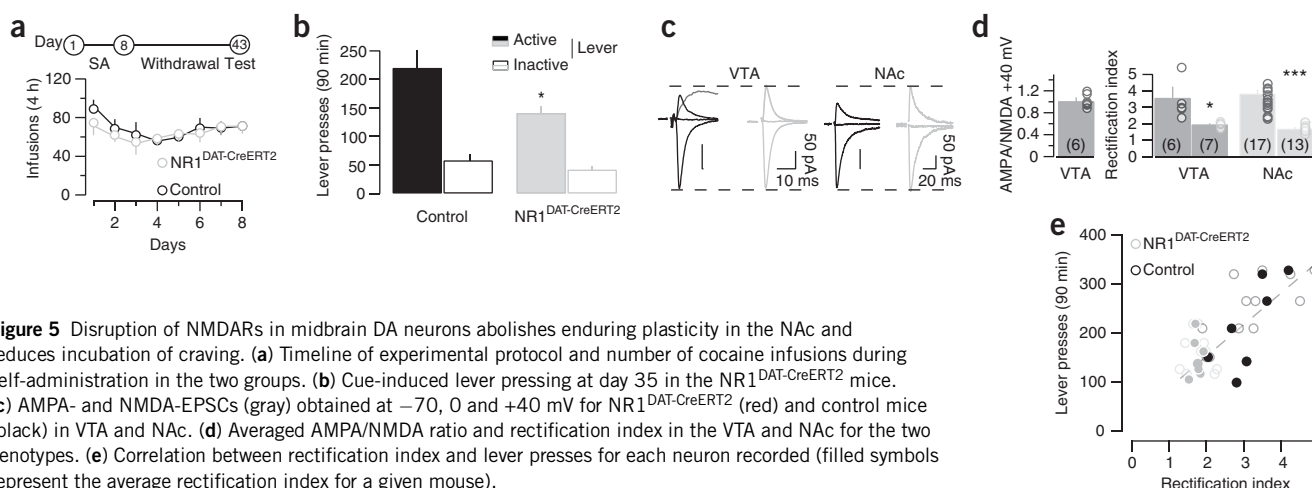 a
Day 1 8 43
SA Withdrawal Test
Infusions (4 h)
120
80
40
0
NR1DAT-CreERT2
Control
2 4 6 8
Days
b
Lever presses (90 min)
250
200
150
100
50
0
Active
Inactive
Lever
*
Control NR1DAT-CreERT2
c
VTA NAc
50 pA
10 ms
50 pA
20 ms
d
AMPA/NMDA +40 mV
1.2
0.8
0.4
0
(6)
VTA
Rectification index
5
4
3
2
1
0
* ***
(6) (7) (17) (13)
VTA NAc
e
Lever presses (90 min)
400
300
200
100
0
NR1DAT-CreERT2
Control
0 1 2 3 4
Rectification index
igure 5 Disruption of NMDARs in midbrain DA neurons abolishes enduring plasticity in the NAc and
educes incubation of craving. (a) Timeline of experimental protocol and number of cocaine infusions during
elf-administration in the two groups. (b) Cue-induced lever pressing at day 35 in the NR1DAT-CreERT2 mice.
c) AMPA- and NMDA-EPSCs (gray) obtained at −70, 0 and +40 mV for NR1DAT-CreERT2 (red) and control mice
black) in VTA and NAc. (d) Averaged AMPA/NMDA ratio and rectification index in the VTA and NAc for the two
enotypes. (e) Correlation between rectification index and lever presses for each neuron recorded (filled symbols
epresent the average rectification index for a given mouse).